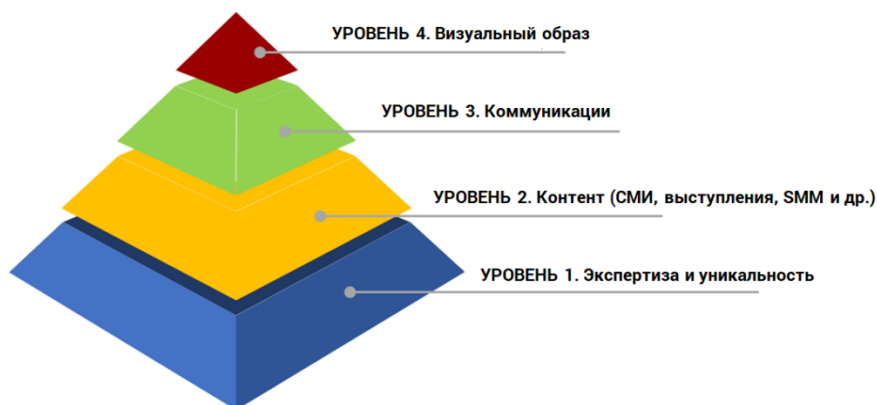 УРОВЕНЬ 4. Визуальный образ
УРОВЕНЬ 3. Коммуникации
УРОВЕНЬ 2. Контент (СМИ, выступления, SMM и др.)
УРОВЕНЬ 1. Экспертиза и уникальность